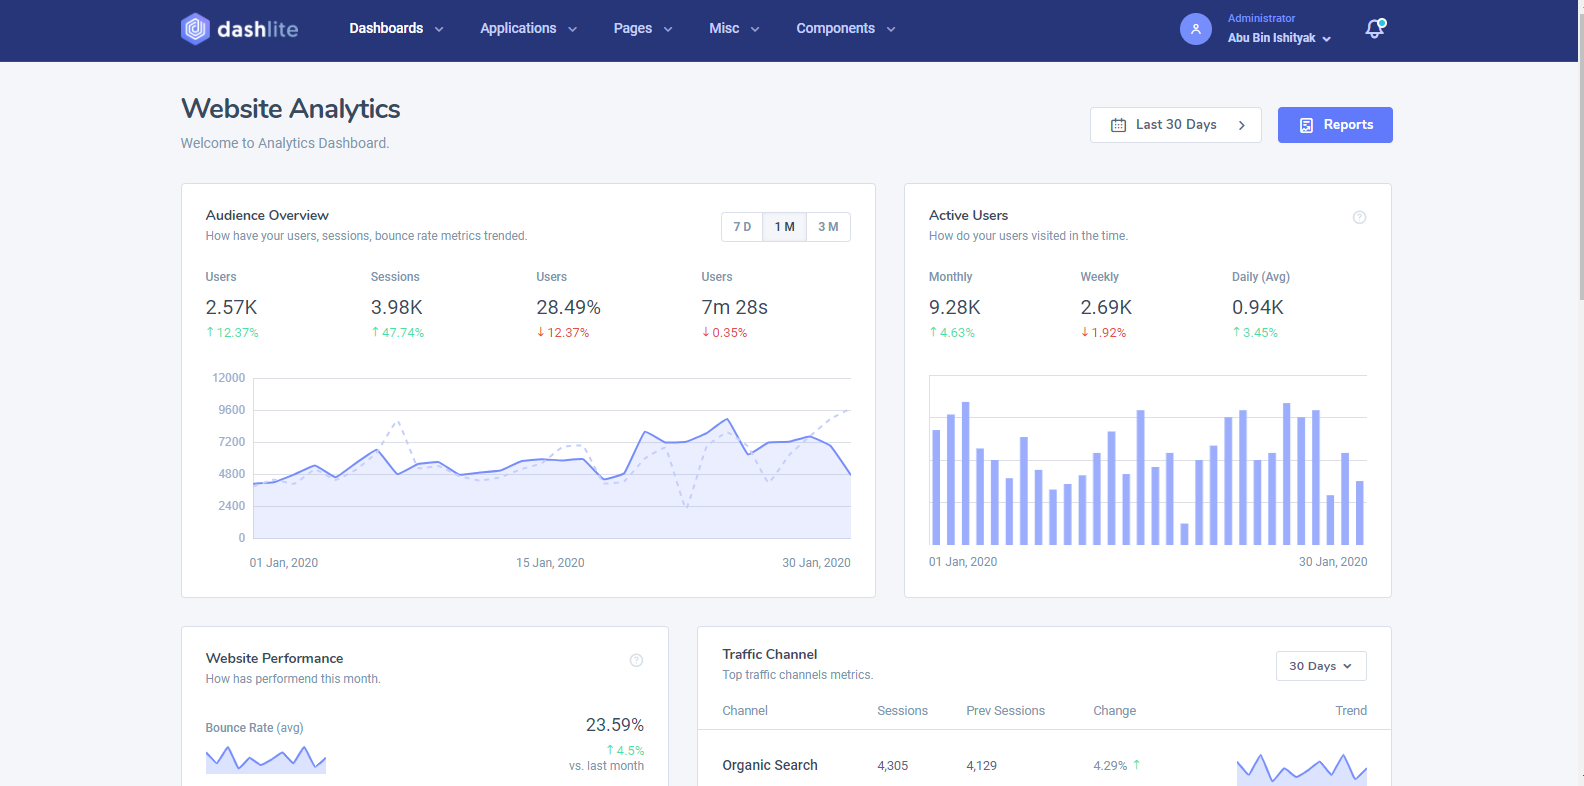 dashlite
Dashboards
Applications
Pages
Misc
Components
Administrator
Abu Bin Ishityak
Website Analytics
Welcome to Analytics Dashboard.
Last 30 Days
Reports
Audience Overview
How have your users, sessions, bounce rate metrics trended.
7 D 1 M 3 M
Users Sessions Users Users
2.57K 3.98K 28.49% 7m 28s
↑ 12.37% ↑ 47.74% ↓ 12.37% ↓ 0.35%
12000
9600
7200
4800
2400
0
01 Jan, 2020 15 Jan, 2020 30 Jan, 2020
Active Users
How do your users visited in the time.
Monthly Weekly Daily (Avg)
9.28K 2.69K 0.94K
↑ 4.63% ↓ 1.92% ↑ 3.45%
01 Jan, 2020 30 Jan, 2020
Website Performance
How has performend this month.
Bounce Rate (avg)
23.59%
↑ 4.5%
vs. last month
Traffic Channel
Top traffic channels metrics.
30 Days
Channel Sessions Prev Sessions Change Trend
Organic Search 4,305 4,129 4.29% ↑